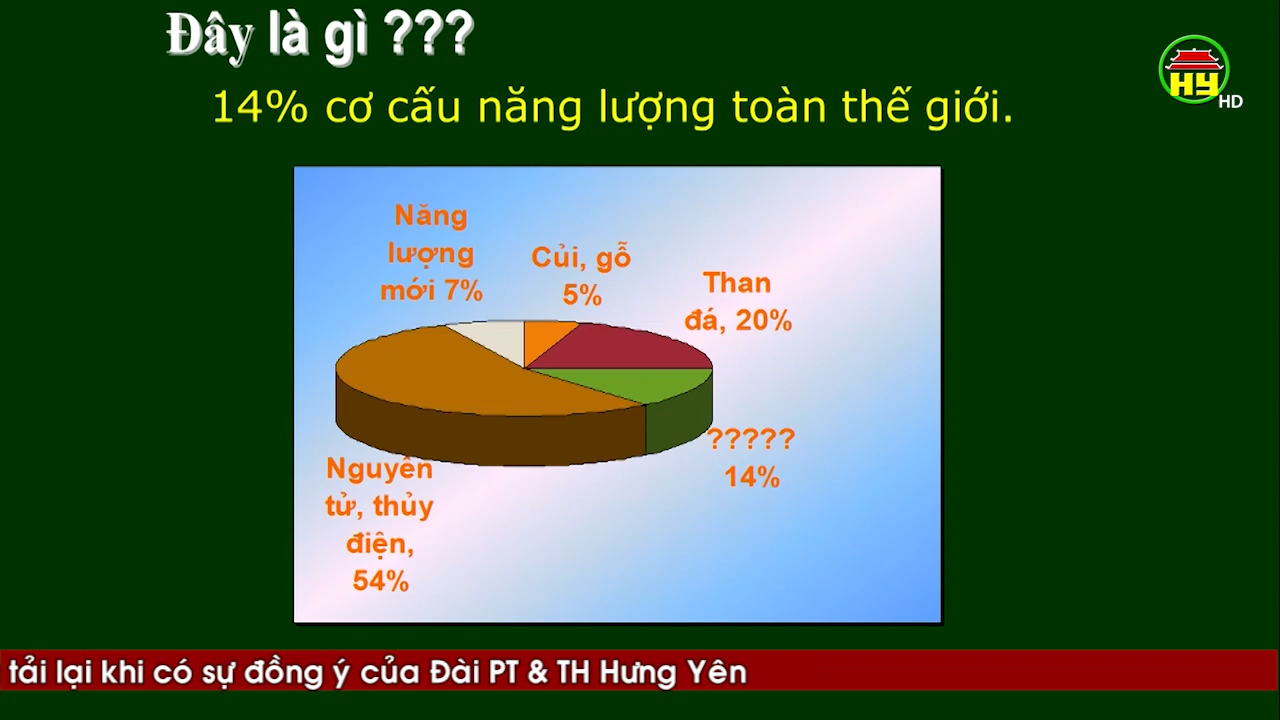 Đây là gì ???
HY HD
14% cơ cấu năng lượng toàn thế giới.
Năng
lượng
mới 7%
Củi, gỗ
5%
Than
đá, 20%
?????
14%
Nguyên
tử, thủy
điện,
54%
tải lại khi có sự đồng ý của Đài PT & TH Hưng Yên